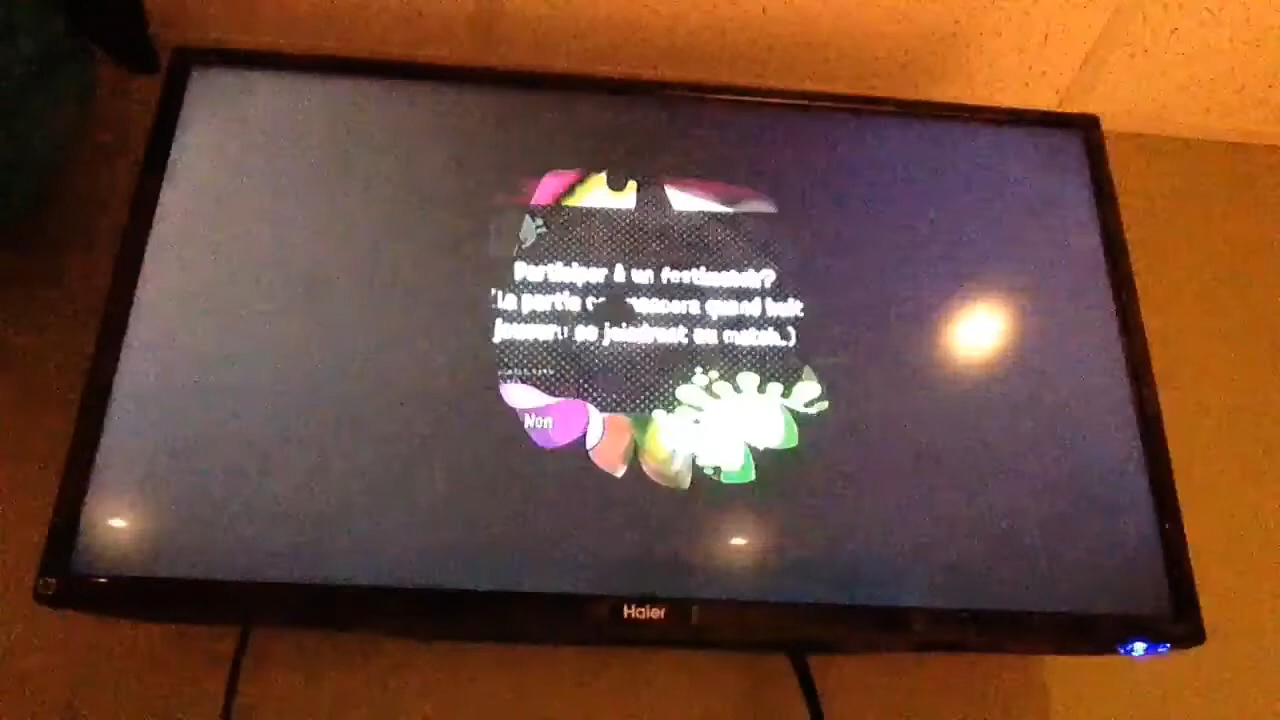 Participer à un festimatch?
(La partie commencera quand huit
joueurs se joindront au match.)
Non
Haier